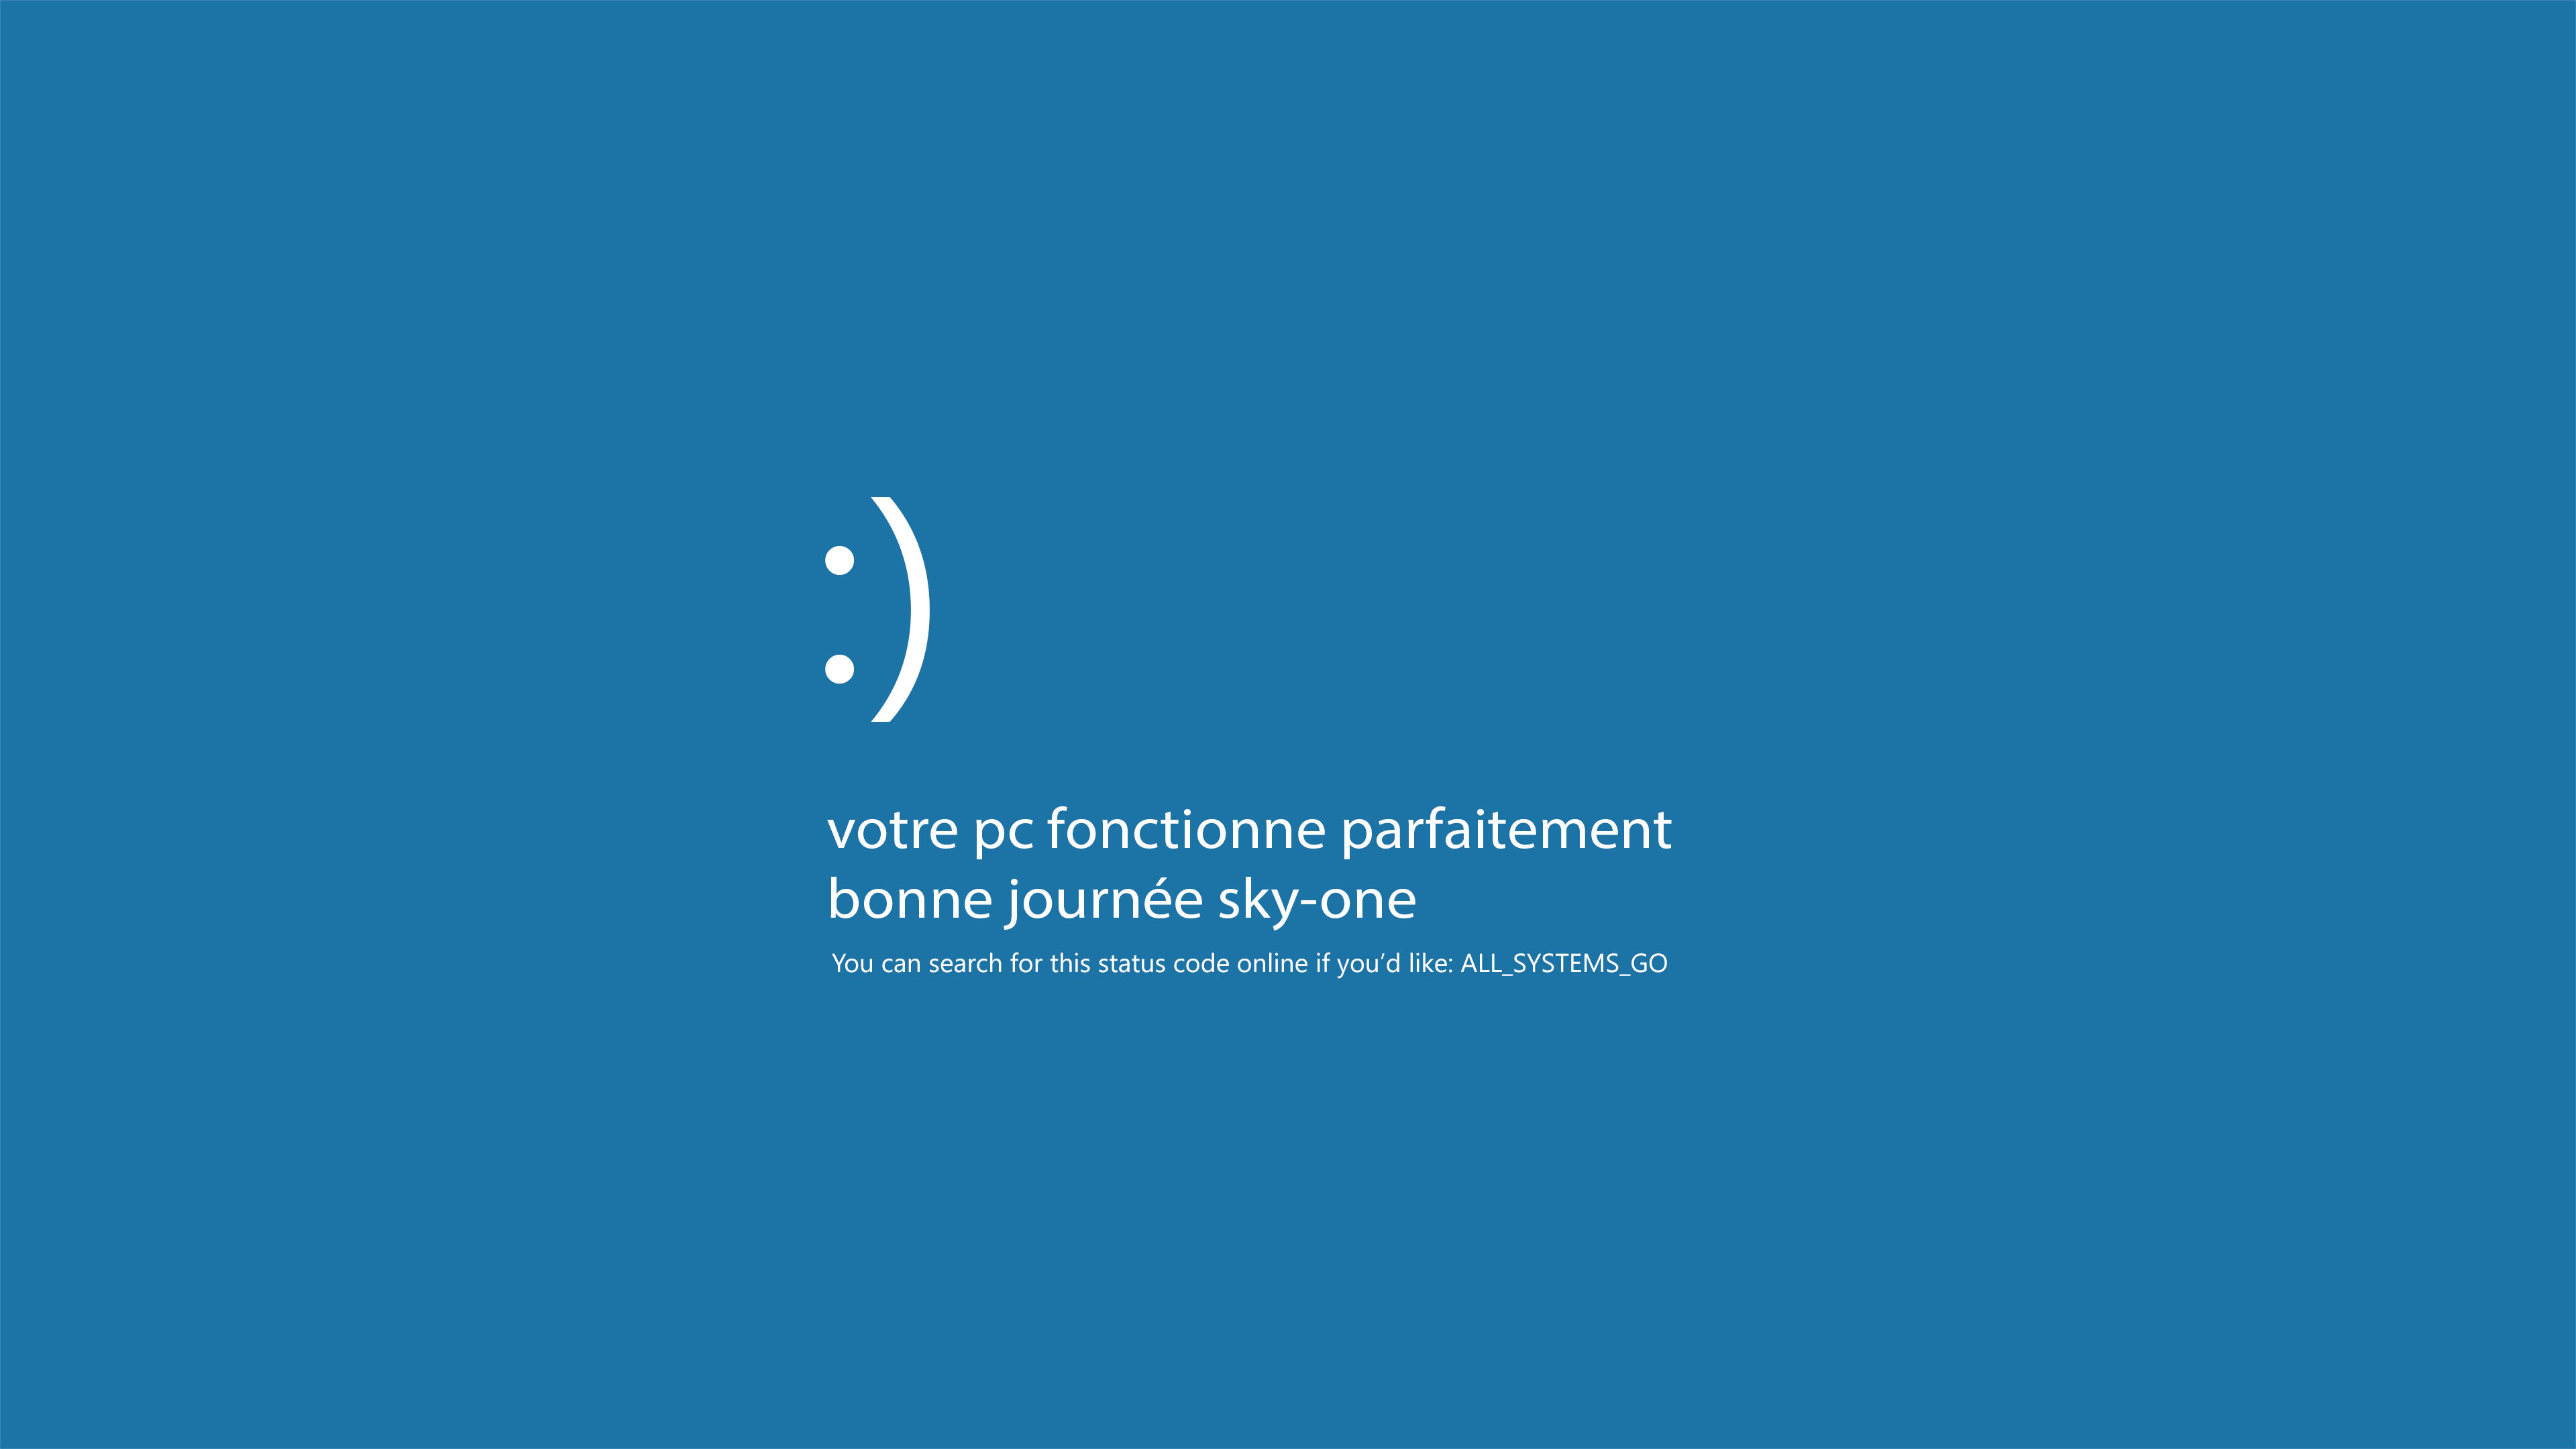 :)
votre pc fonctionne parfaitement
bonne journée sky-one
You can search for this status code online if you’d like: ALL_SYSTEMS_GO